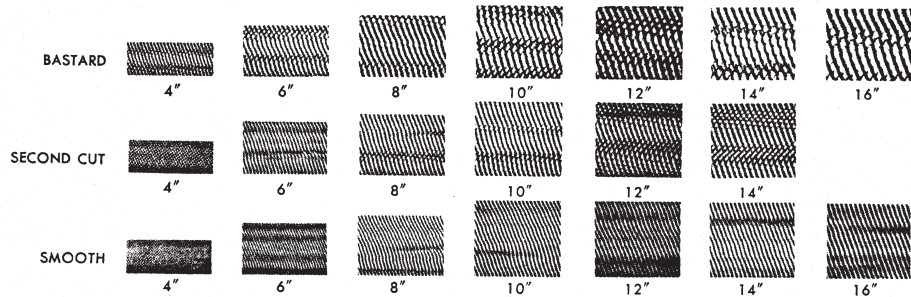 BASTARD
4" 6" 8" 10" 12" 14" 16"
SECOND CUT
4" 6" 8" 10" 12" 14"
SMOOTH
4" 6" 8" 10" 12" 14" 16"